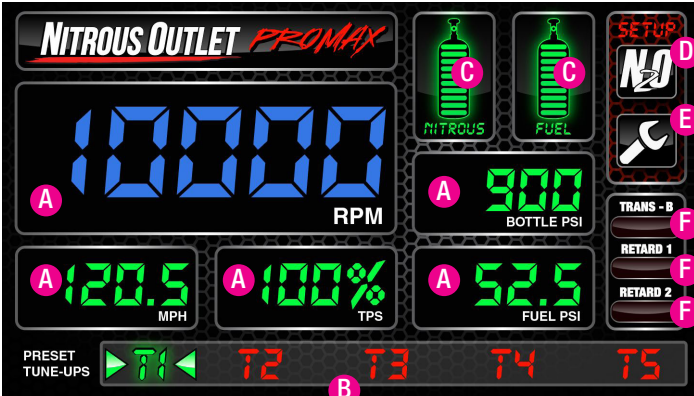 NITROUS OUTLET PROMAX
NITROUS
C
FUEL
C
SETUP
N2O
D
E
10000
A
RPM
A
900
BOTTLE PSI
TRANS - B
F
RETARD 1
F
RETARD 2
F
A
120.5
MPH
A
100%
TPS
A
52.5
FUEL PSI
PRESET
TUNE-UPS
T1
T2
T3
T4
T5
B